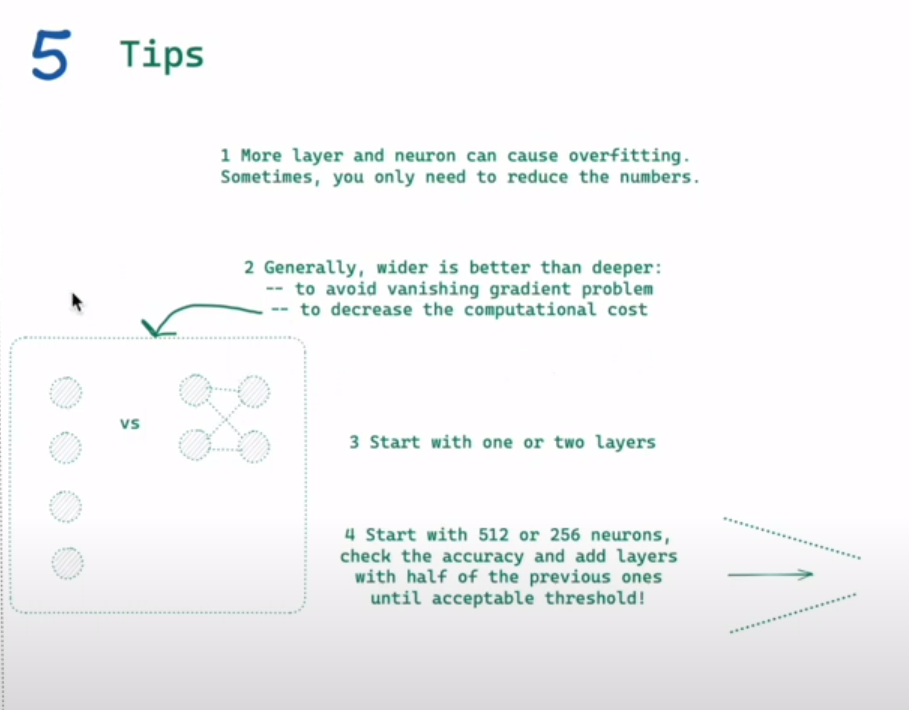 5 Tips
1 More layer and neuron can cause overfitting.
Sometimes, you only need to reduce the numbers.
2 Generally, wider is better than deeper:
-- to avoid vanishing gradient problem
-- to decrease the computational cost
vs
3 Start with one or two layers
4 Start with 512 or 256 neurons,
check the accuracy and add layers
with half of the previous ones
until acceptable threshold!